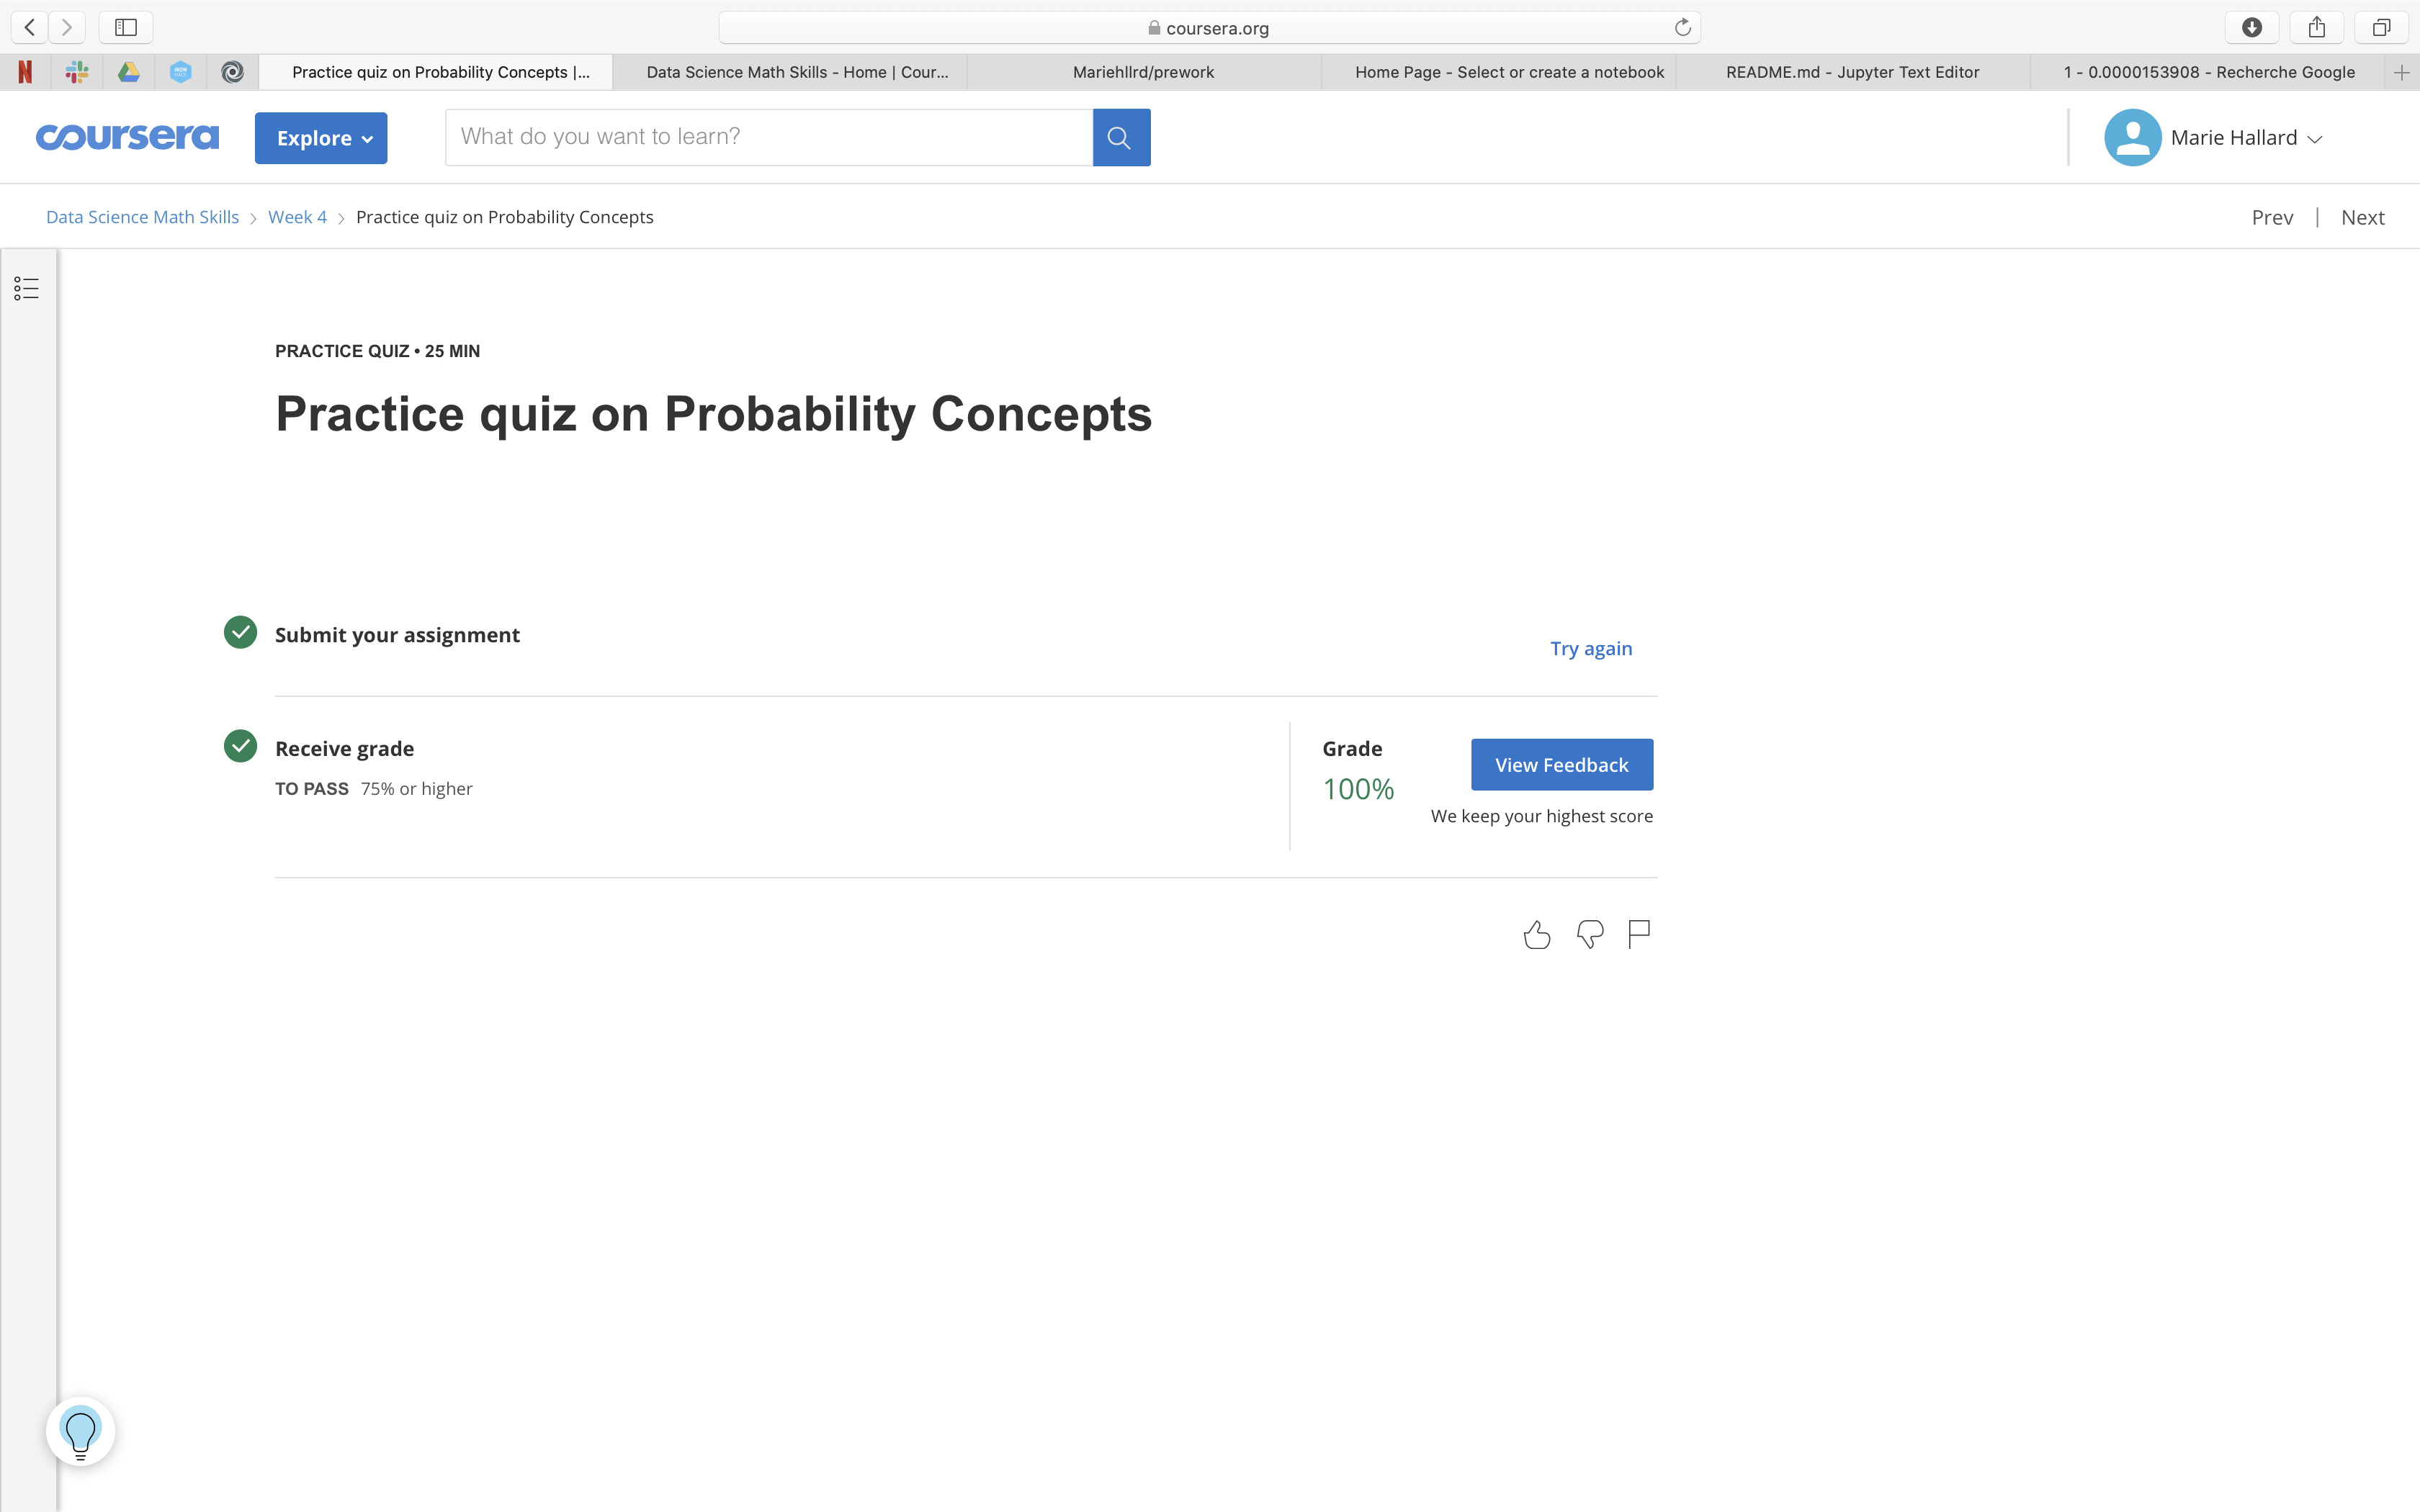 coursera.org
Practice quiz on Probability Concepts |...
Data Science Math Skills - Home | Cour...
Mariehllrd/prework
Home Page - Select or create a notebook
README.md - Jupyter Text Editor
1 - 0.0000153908 - Recherche Google
coursera
Explore
What do you want to learn?
Marie Hallard
Data Science Math Skills > Week 4 > Practice quiz on Probability Concepts
Prev | Next
PRACTICE QUIZ • 25 MIN
Practice quiz on Probability Concepts
Submit your assignment
Try again
Receive grade
TO PASS 75% or higher
Grade
100%
View Feedback
We keep your highest score